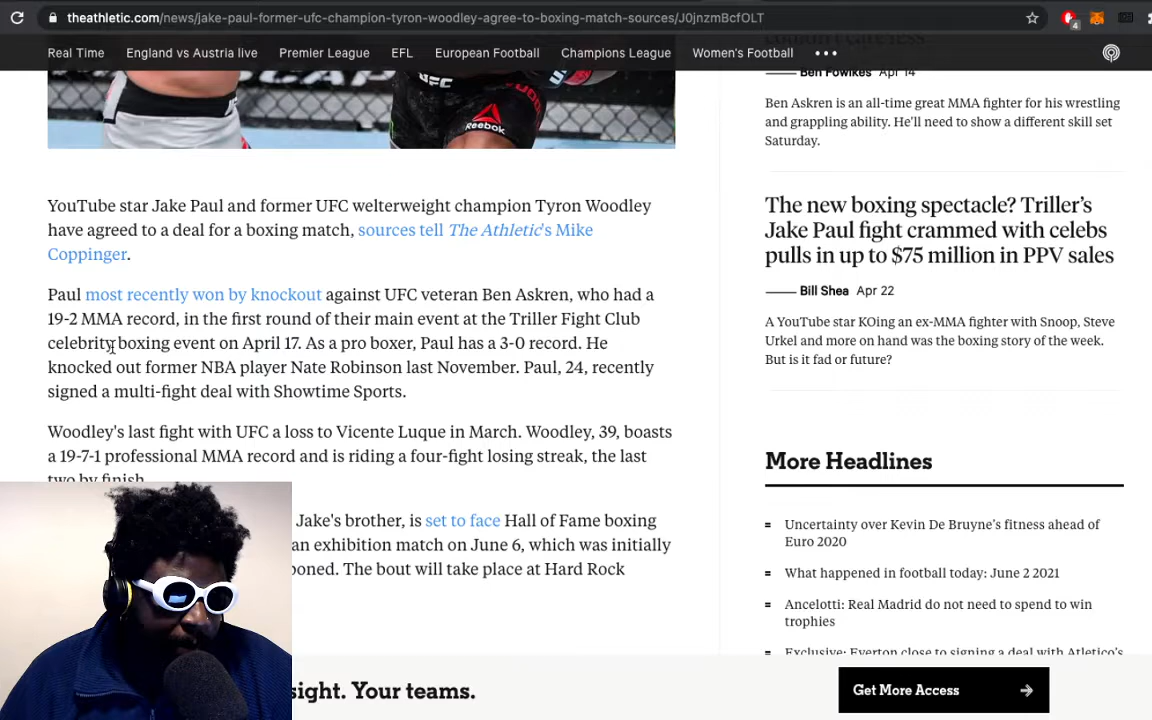 theathletic.com/news/jake-paul-former-ufc-champion-tyron-woodley-agree-to-boxing-match-sources/J0jnzmBcfOLT
4
Real Time England vs Austria live Premier League EFL European Football Champions League Women's Football
UFC
Reebok
YouTube star Jake Paul and former UFC welterweight champion Tyron Woodley
have agreed to a deal for a boxing match, sources tell The Athletic's Mike
Coppinger.
Paul most recently won by knockout against UFC veteran Ben Askren, who had a
19-2 MMA record, in the first round of their main event at the Triller Fight Club
celebrity boxing event on April 17. As a pro boxer, Paul has a 3-0 record. He
knocked out former NBA player Nate Robinson last November. Paul, 24, recently
signed a multi-fight deal with Showtime Sports.
Woodley's last fight with UFC a loss to Vicente Luque in March. Woodley, 39, boasts
a 19-7-1 professional MMA record and is riding a four-fight losing streak, the last
two by finish.
Jake's brother, is set to face Hall of Fame boxing
an exhibition match on June 6, which was initially
The bout will take place at Hard Rock
couldn't care less
Ben Fowlkes Apr 14
Ben Askren is an all-time great MMA fighter for his wrestling
and grappling ability. He'll need to show a different skill set
Saturday.
The new boxing spectacle? Triller's
Jake Paul fight crammed with celebs
pulls in up to $75 million in PPV sales
Bill Shea Apr 22
A YouTube star KOing an ex-MMA fighter with Snoop, Steve
Urkel and more on hand was the boxing story of the week.
But is it fad or future?
More Headlines
Uncertainty over Kevin De Bruyne's fitness ahead of
Euro 2020
What happened in football today: June 2 2021
Ancelotti: Real Madrid do not need to spend to win
trophies
Exclusive: Everton close to signing a deal with Atletico's
sight. Your teams.
Get More Access